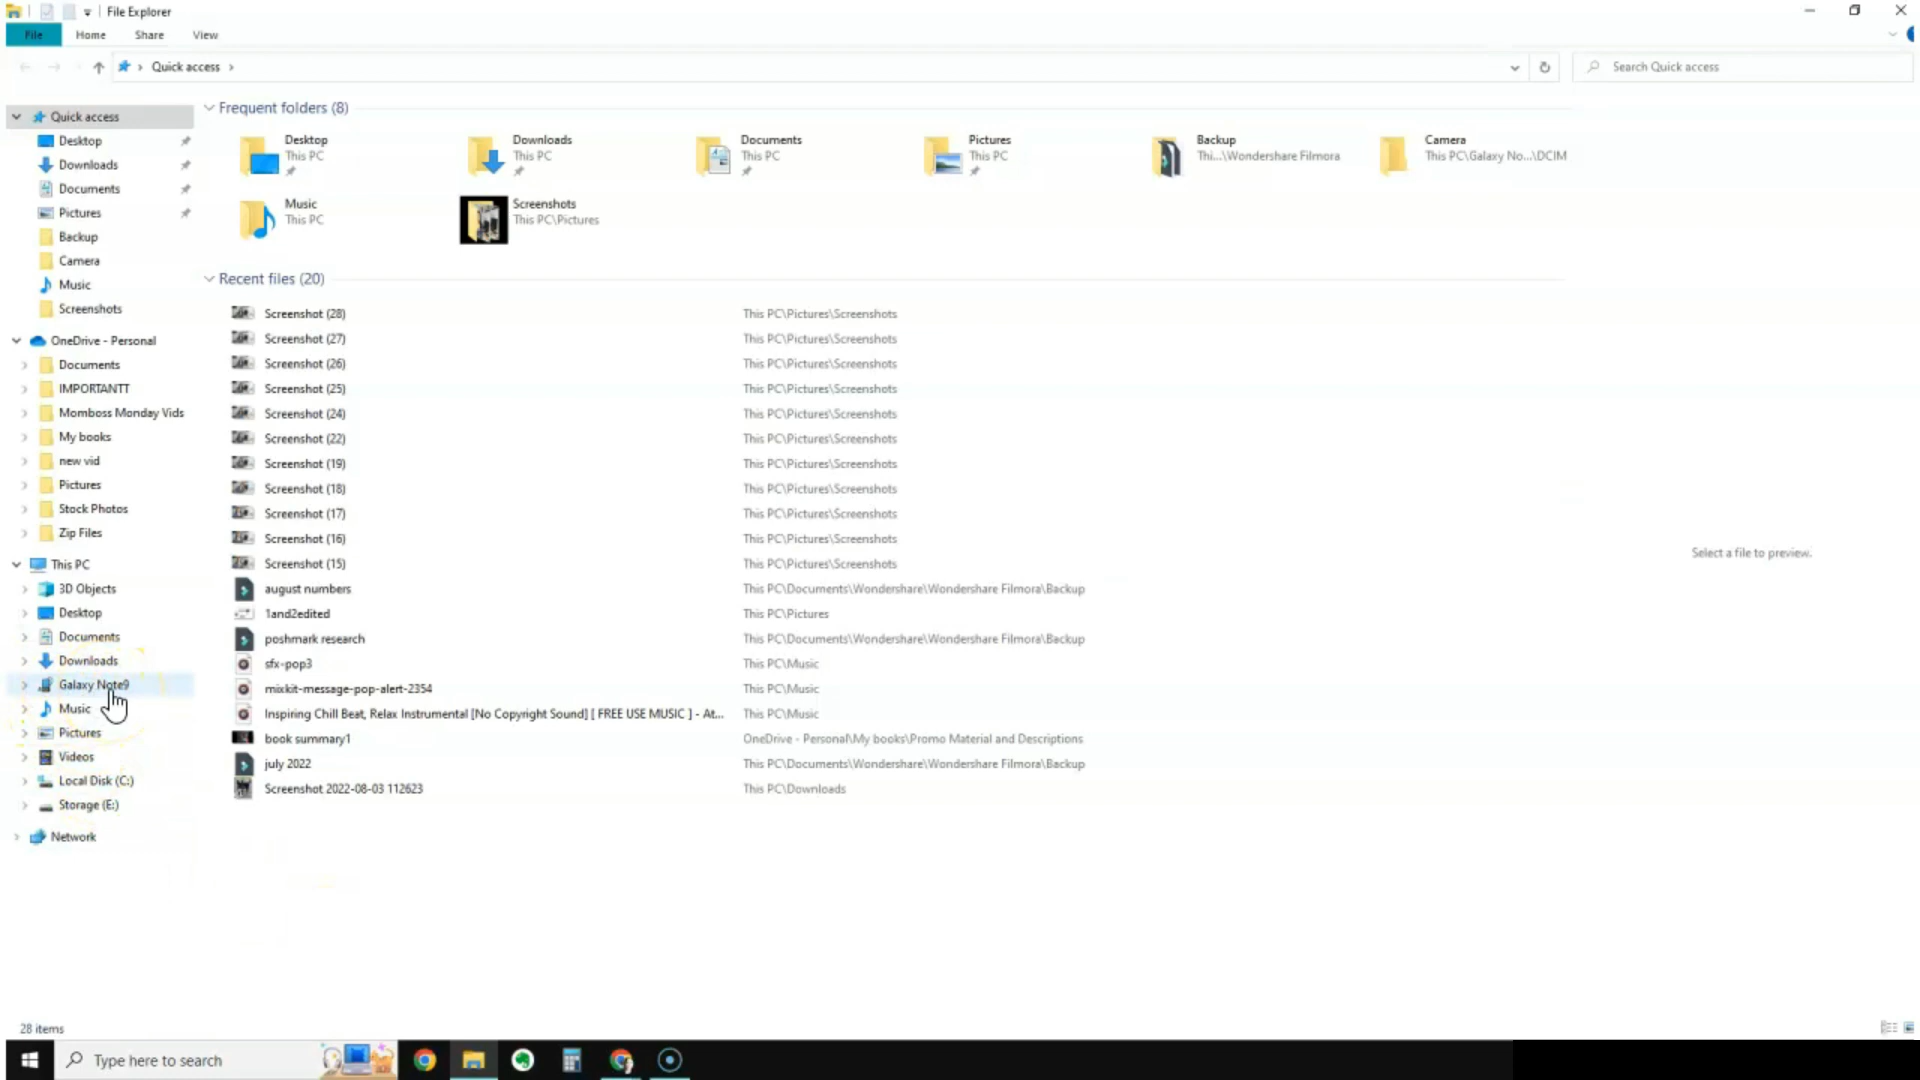 File Explorer
File Home Share View
Quick access
Search Quick access
Quick access
Desktop
Downloads
Documents
Pictures
Backup
Camera
Music
Screenshots
OneDrive - Personal
Documents
IMPORTANTT
Momboss Monday Vids
My books
new vid
Pictures
Stock Photos
Zip Files
This PC
3D Objects
Desktop
Documents
Downloads
Galaxy Note9
Music
Pictures
Videos
Local Disk (C:)
Storage (E:)
Network
Frequent folders (8)
Desktop
This PC
Downloads
This PC
Documents
This PC
Pictures
This PC
Backup
Thi...\Wondershare Filmora
Camera
This PC\Galaxy No...\DCIM
Music
This PC
Screenshots
This PC\Pictures
Recent files (20)
Screenshot (28) This PC\Pictures\Screenshots
Screenshot (27) This PC\Pictures\Screenshots
Screenshot (26) This PC\Pictures\Screenshots
Screenshot (25) This PC\Pictures\Screenshots
Screenshot (24) This PC\Pictures\Screenshots
Screenshot (22) This PC\Pictures\Screenshots
Screenshot (19) This PC\Pictures\Screenshots
Screenshot (18) This PC\Pictures\Screenshots
Screenshot (17) This PC\Pictures\Screenshots
Screenshot (16) This PC\Pictures\Screenshots
Screenshot (15) This PC\Pictures\Screenshots
august numbers This PC\Documents\Wondershare\Wondershare Filmora\Backup
1and2edited This PC\Pictures
poshmark research This PC\Documents\Wondershare\Wondershare Filmora\Backup
sfx-pop3 This PC\Music
mixkit-message-pop-alert-2354 This PC\Music
Inspiring Chill Beat, Relax Instrumental [No Copyright Sound] [ FREE USE MUSIC ] - At... This PC\Music
book summary1 OneDrive - Personal\My books\Promo Material and Descriptions
july 2022 This PC\Documents\Wondershare\Wondershare Filmora\Backup
Screenshot 2022-08-03 112623 This PC\Downloads
Select a file to preview.
28 items
Type here to search